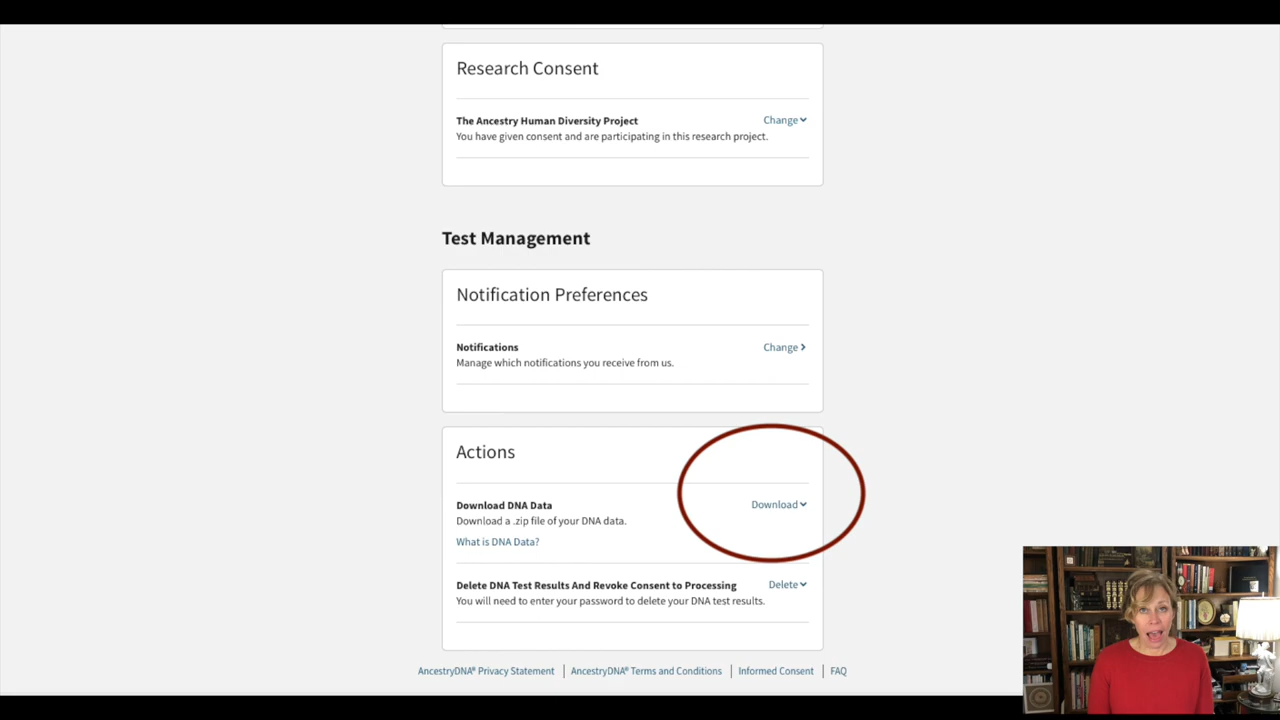 Research Consent
The Ancestry Human Diversity Project
Change
You have given consent and are participating in this research project.
Test Management
Notification Preferences
Notifications
Change
Manage which notifications you receive from us.
Actions
Download DNA Data
Download
Download a .zip file of your DNA data.
What is DNA Data?
Delete DNA Test Results And Revoke Consent to Processing
Delete
You will need to enter your password to delete your DNA test results.
AncestryDNA® Privacy Statement | AncestryDNA® Terms and Conditions | Informed Consent | FAQ